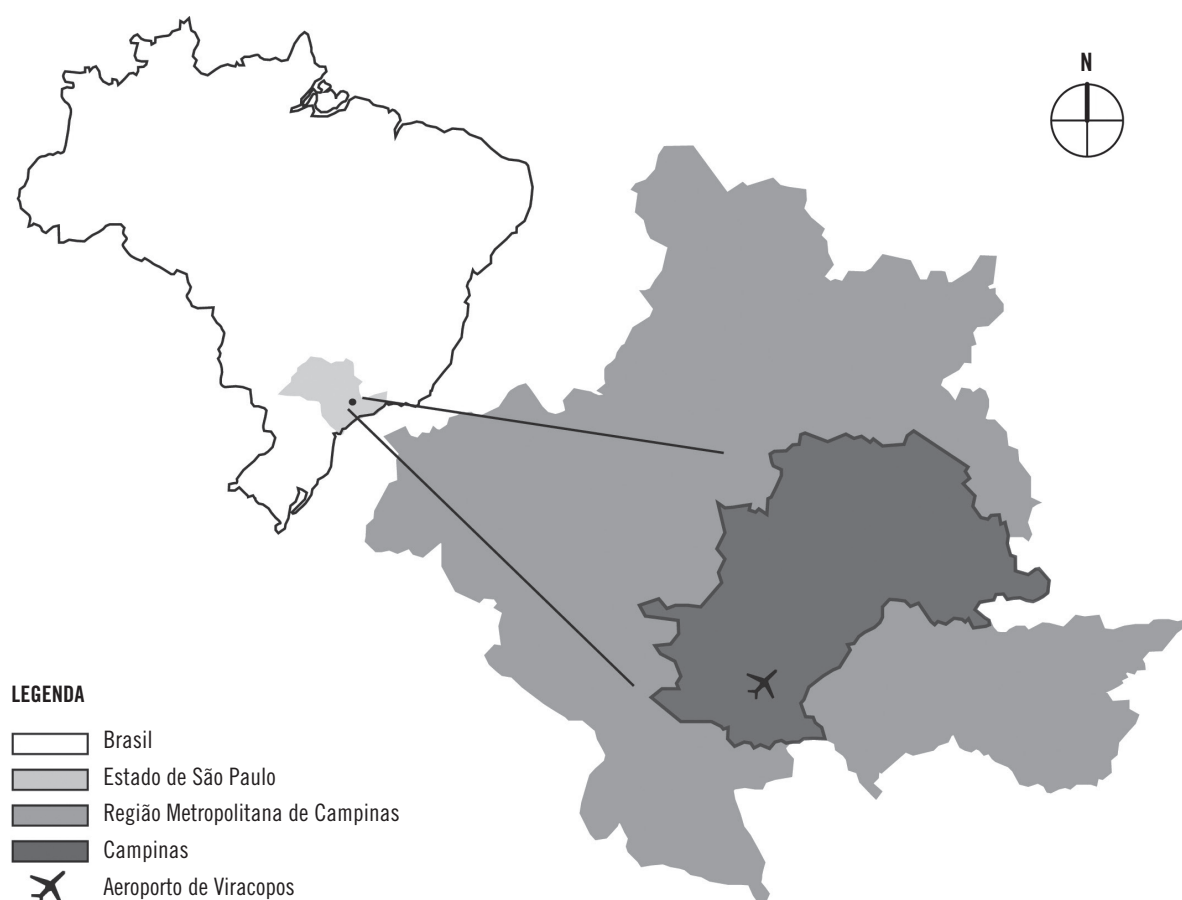 N
LEGENDA
Brasil
Estado de São Paulo
Região Metropolitana de Campinas
Campinas
Aeroporto de Viracopos